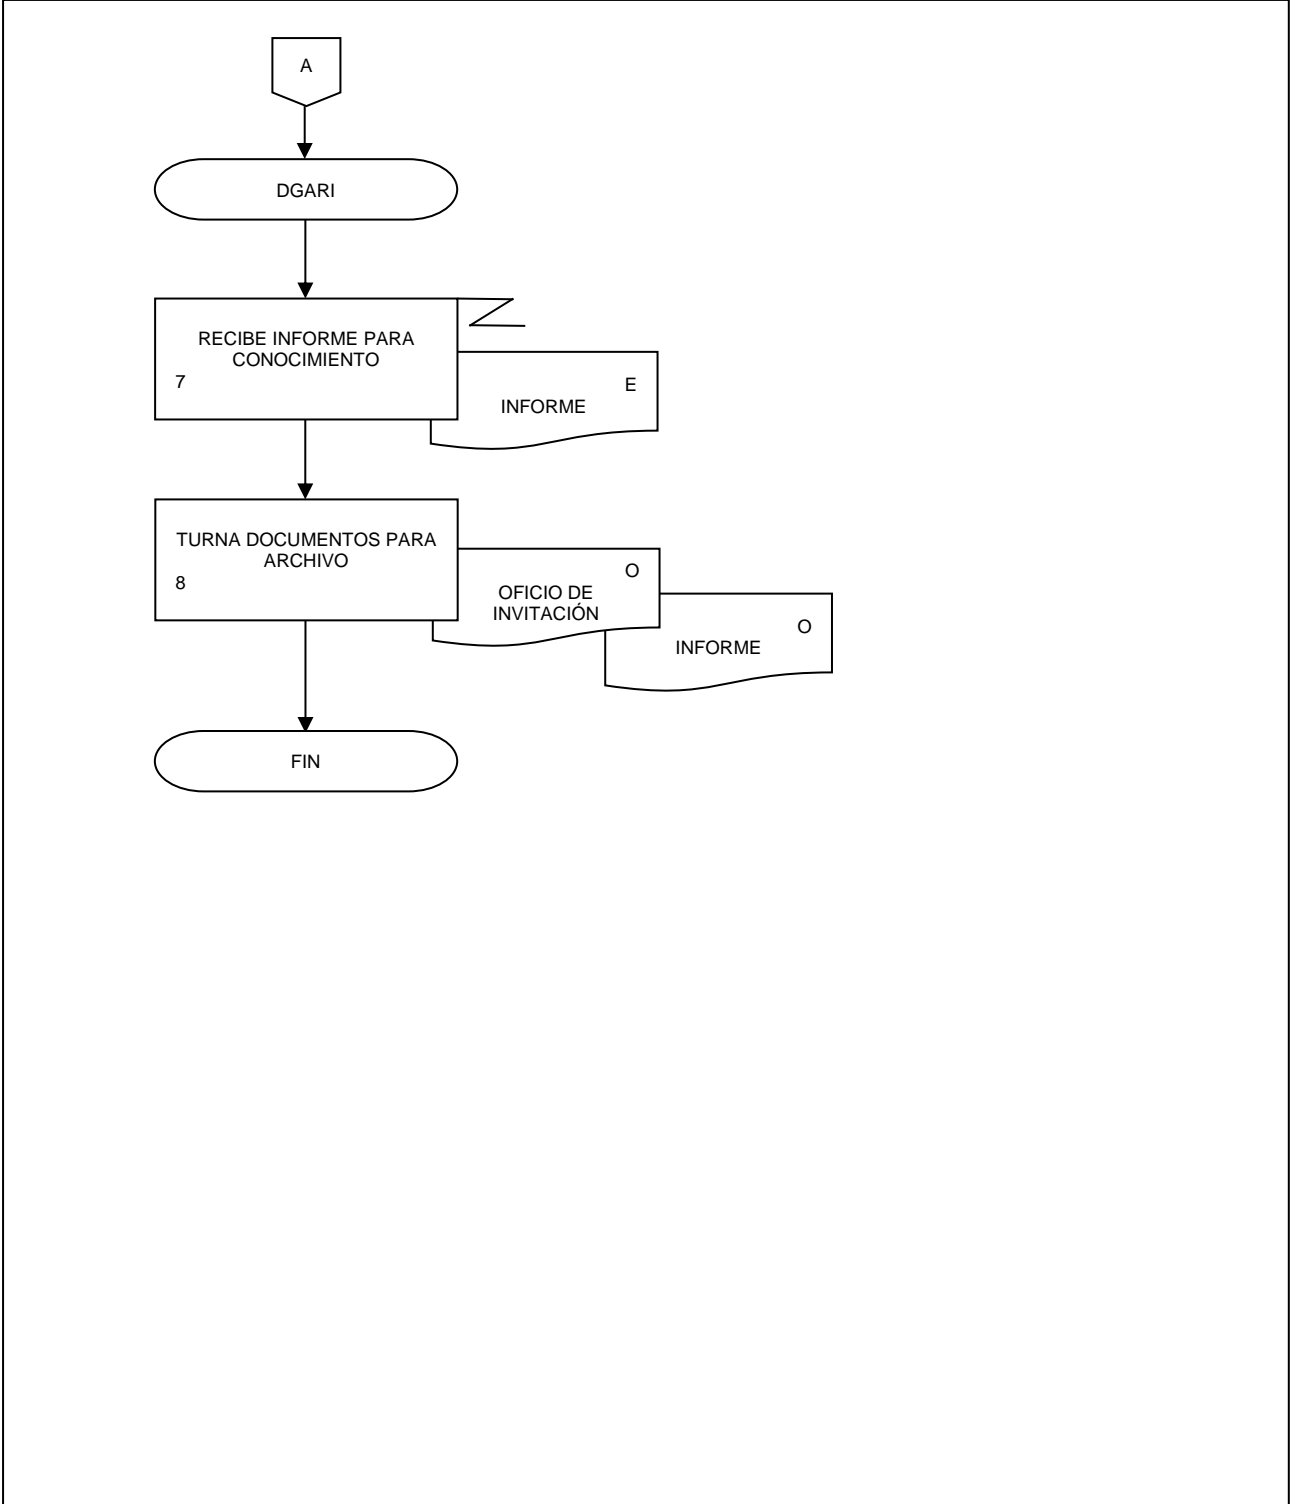 A
DGARI
RECIBE INFORME PARA
CONOCIMIENTO
7
E
INFORME
TURNA DOCUMENTOS PARA
ARCHIVO
8
O
OFICIO DE
INVITACIÓN
O
INFORME
FIN